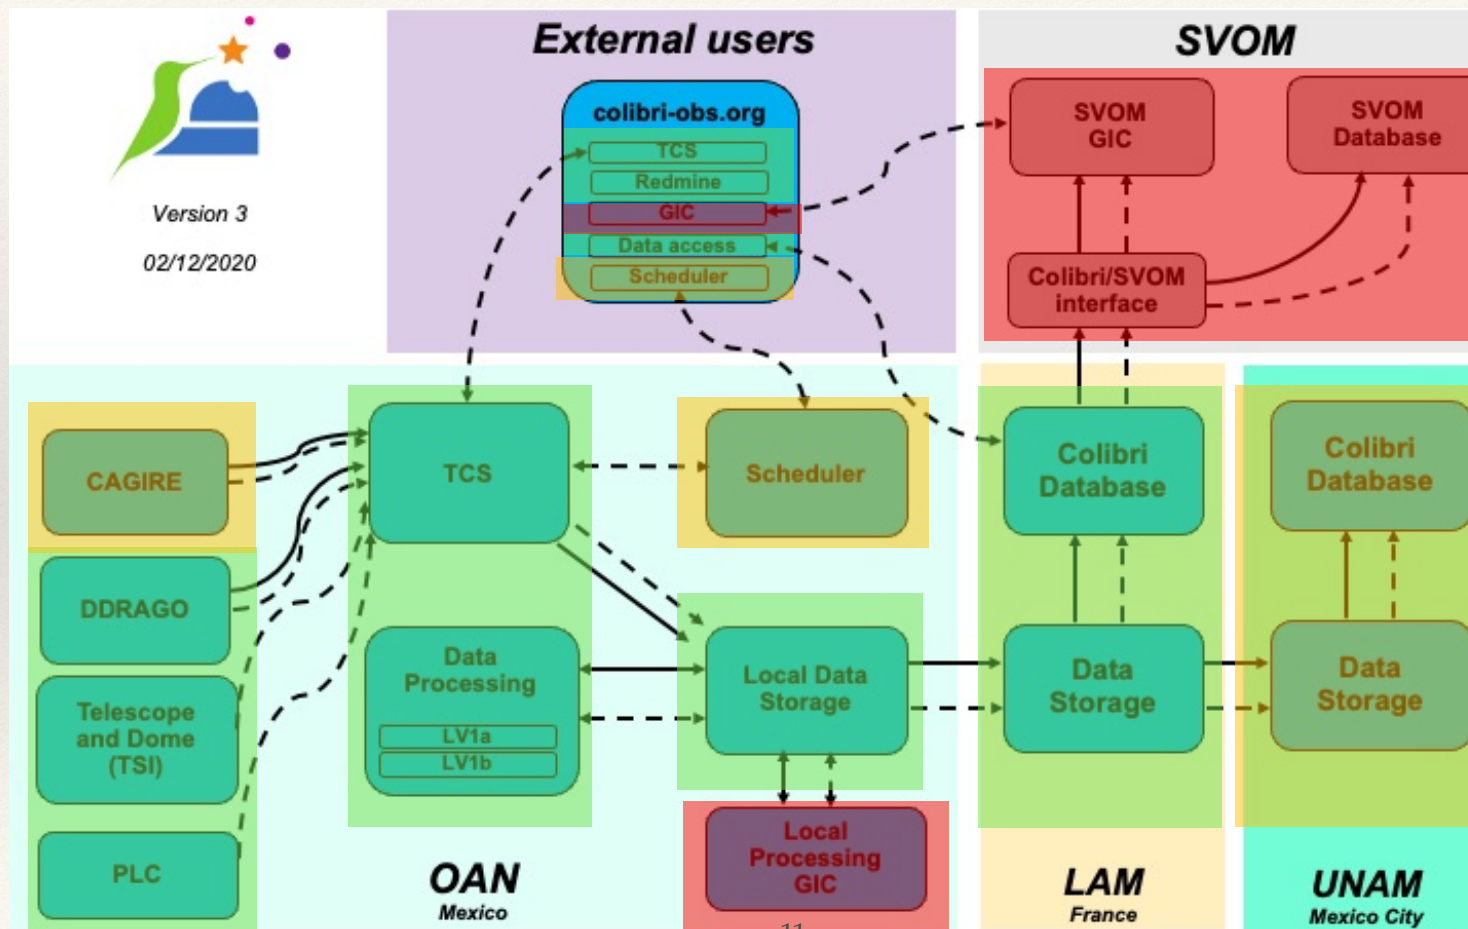 External users
SVOM
colibri-obs.org
TCS
Redmine
GIC
Data access
Scheduler
SVOM
GIC
SVOM
Database
Version 3
02/12/2020
Colibri/SVOM
interface
CAGIRE
TCS
Scheduler
Colibri
Database
Colibri
Database
DDRAGO
Telescope
and Dome
(TSI)
PLC
Data
Processing
LV1a
LV1b
Local Data
Storage
Data
Storage
Data
Storage
Local
Processing
GIC
OAN
Mexico
LAM
France
UNAM
Mexico City
11